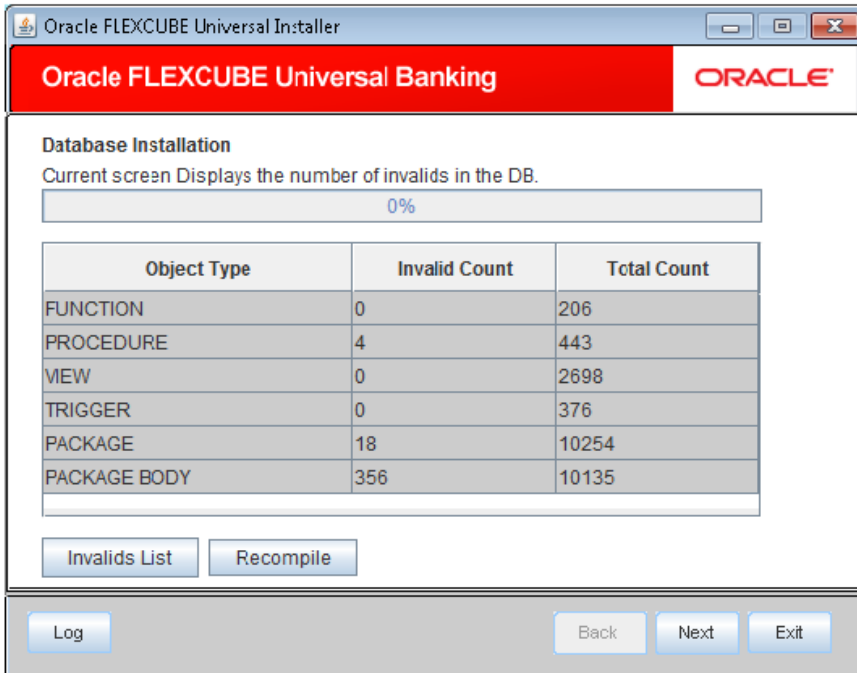 Oracle FLEXCUBE Universal Installer
Oracle FLEXCUBE Universal Banking
ORACLE®
Database Installation
Current screen Displays the number of invalids in the DB.
0%
Object Type Invalid Count Total Count
FUNCTION 0 206
PROCEDURE 4 443
VIEW 0 2698
TRIGGER 0 376
PACKAGE 18 10254
PACKAGE BODY 356 10135
Invalids List Recompile
Log Back Next Exit